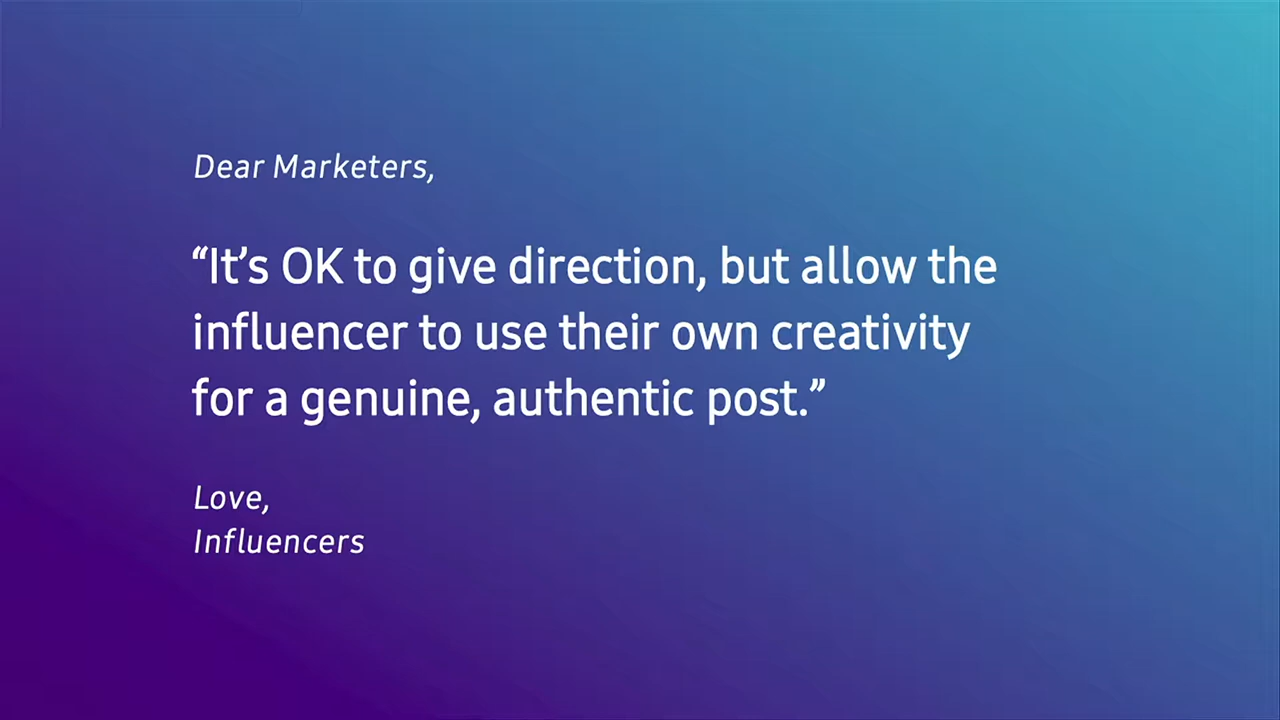 Dear Marketers,
“It’s OK to give direction, but allow the
influencer to use their own creativity
for a genuine, authentic post.”
Love,
Influencers